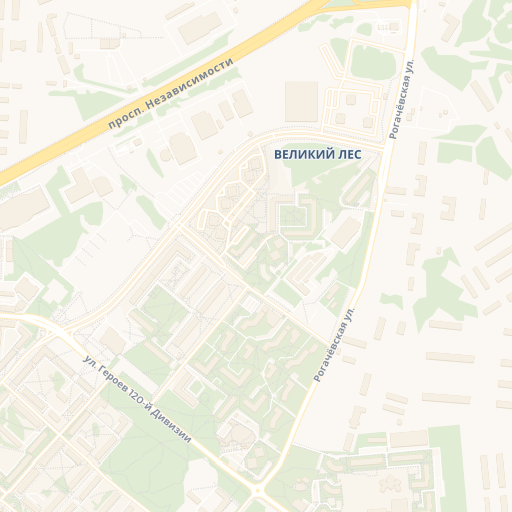 просп. Независимости
Рогачёвская ул.
ВЕЛИКИЙ ЛЕС
Рогачёвская ул.
ул. Героев 120-й Дивизии